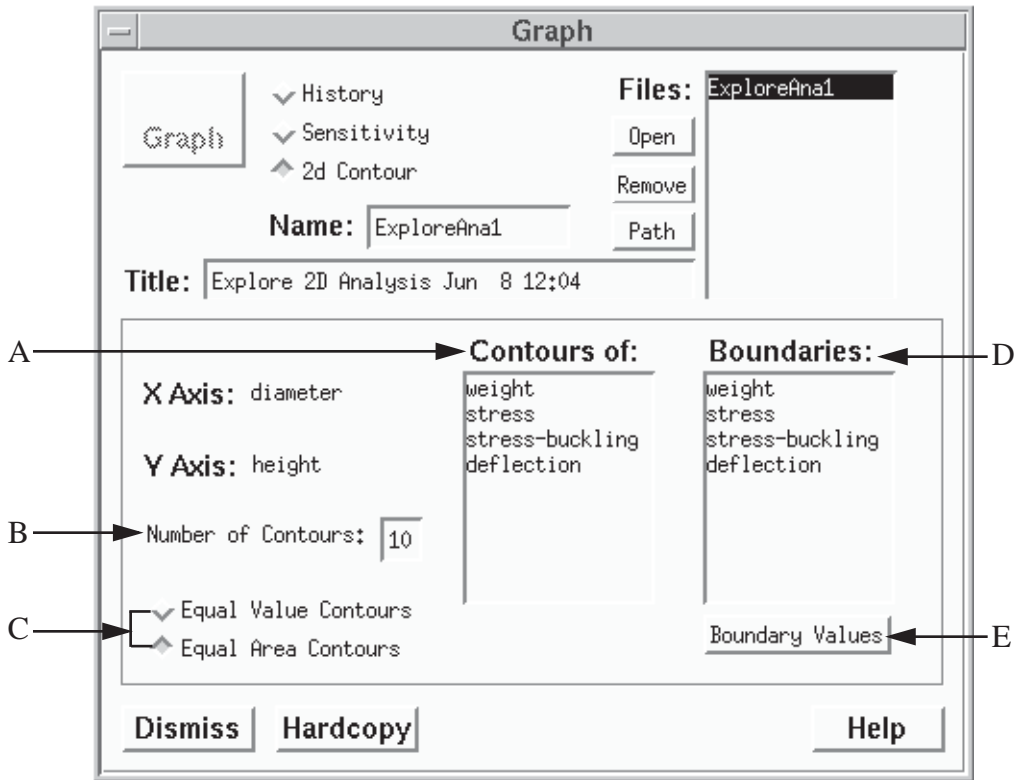 Graph
Graph
History
Sensitivity
2d Contour
Files:
ExploreAna1
Open
Remove
Path
Name: ExploreAna1
Title: Explore 2D Analysis Jun  8 12:04
A
Contours of:
Boundaries:
D
X Axis: diameter
Y Axis: height
weight
stress
stress-buckling
deflection
weight
stress
stress-buckling
deflection
B
Number of Contours: 10
C
Equal Value Contours
Equal Area Contours
Boundary Values
E
Dismiss
Hardcopy
Help